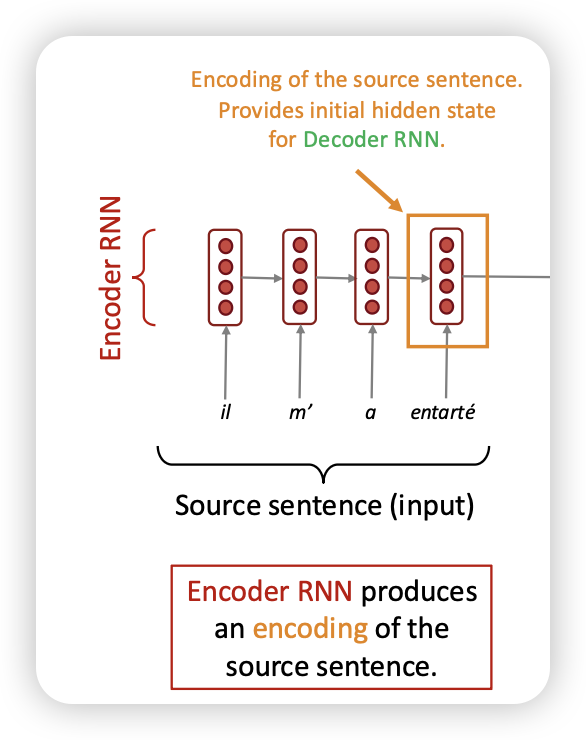 Encoding of the source sentence.
Provides initial hidden state
for Decoder RNN.
Encoder RNN
il m’ a entarté
Source sentence (input)
Encoder RNN produces
an encoding of the
source sentence.